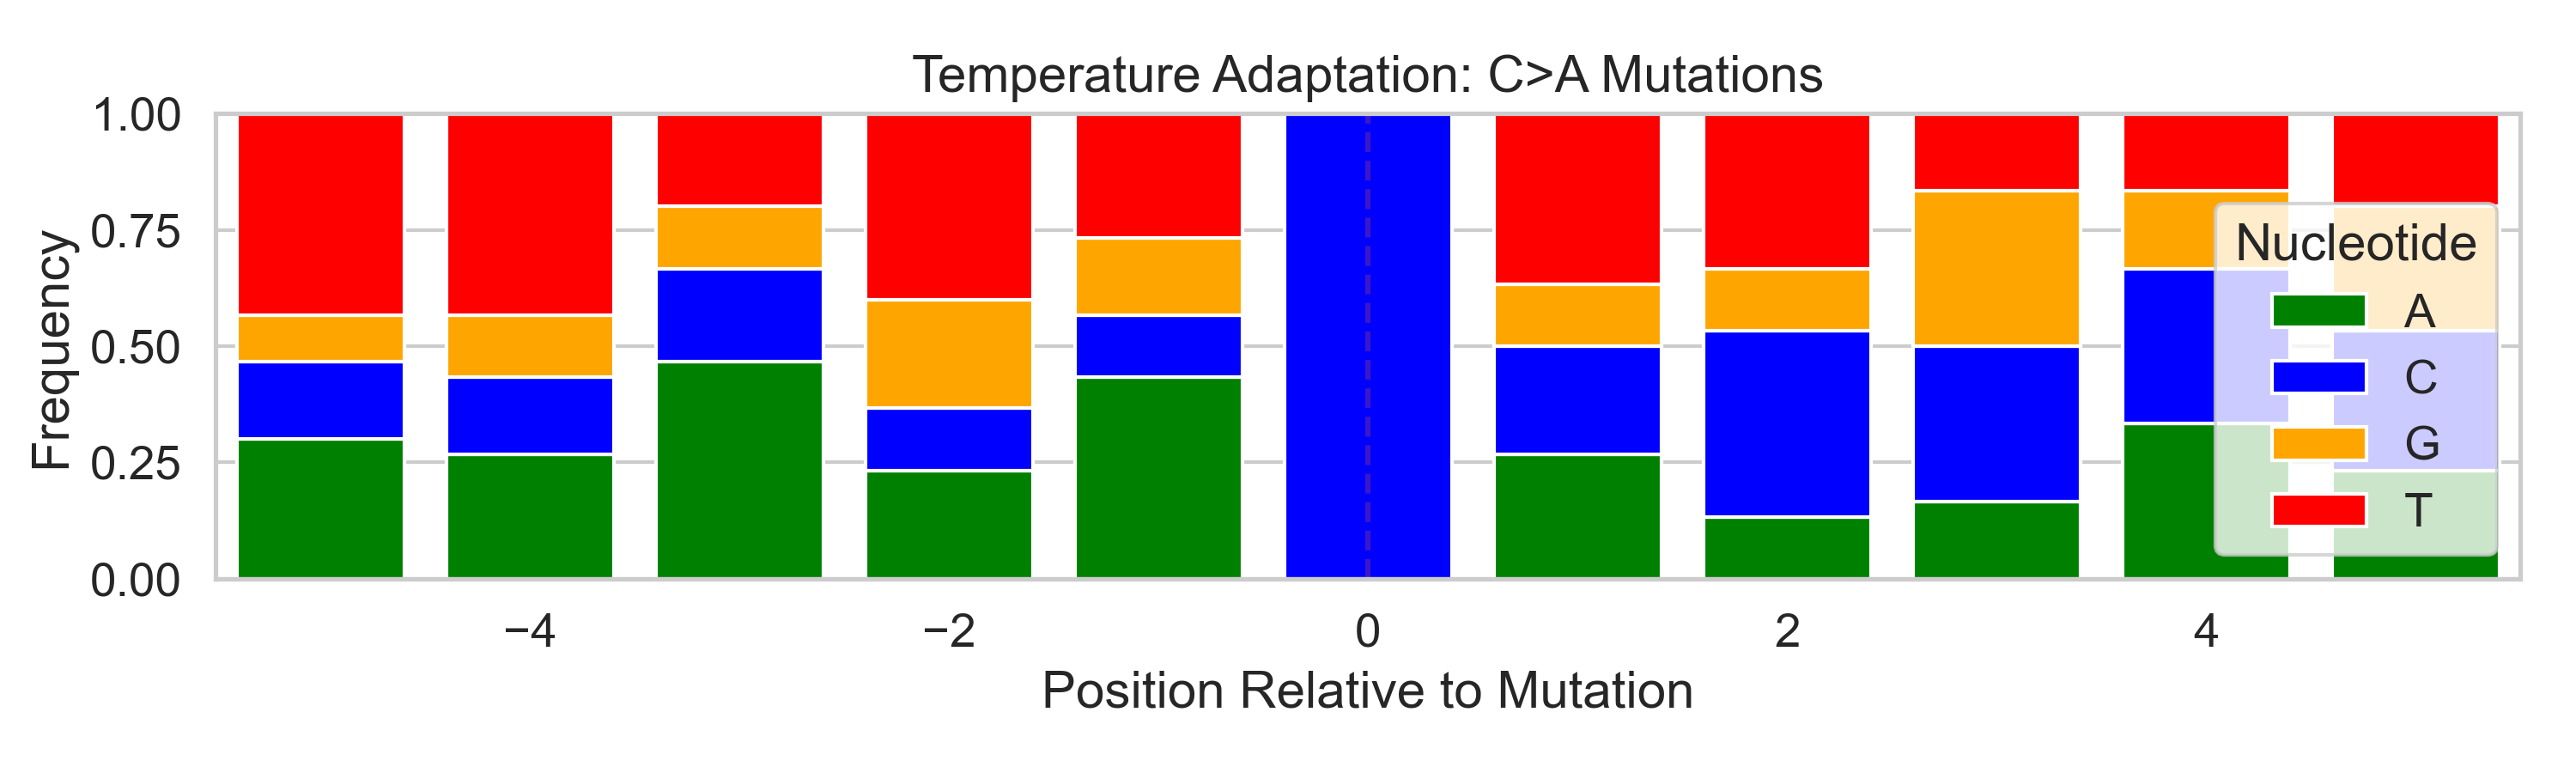 Temperature Adaptation: C>A Mutations
1.00
0.75
0.50
0.25
0.00
Frequency
Nucleotide
A
C
G
T
−4 −2 0 2 4
Position Relative to Mutation